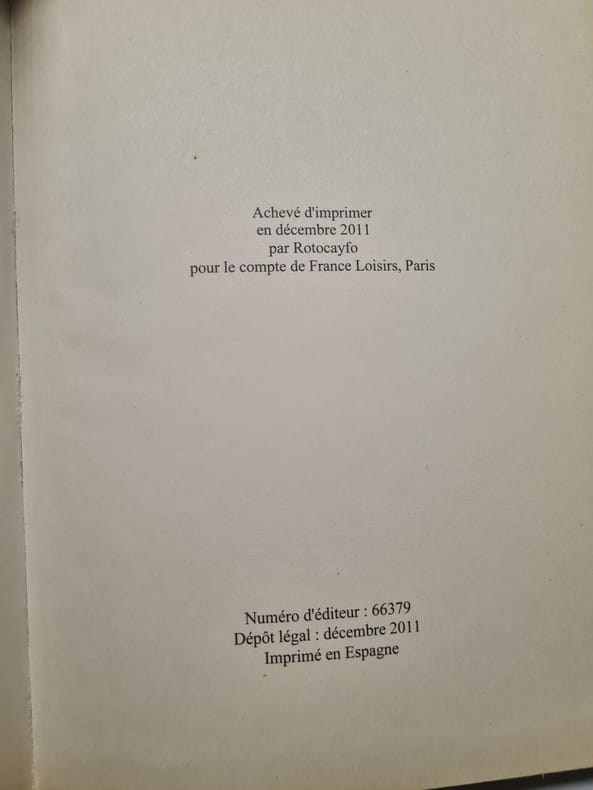 Achevé d'imprimer
en décembre 2011
par Rotocayfo
pour le compte de France Loisirs, Paris
Numéro d'éditeur : 66379
Dépôt légal : décembre 2011
Imprimé en Espagne